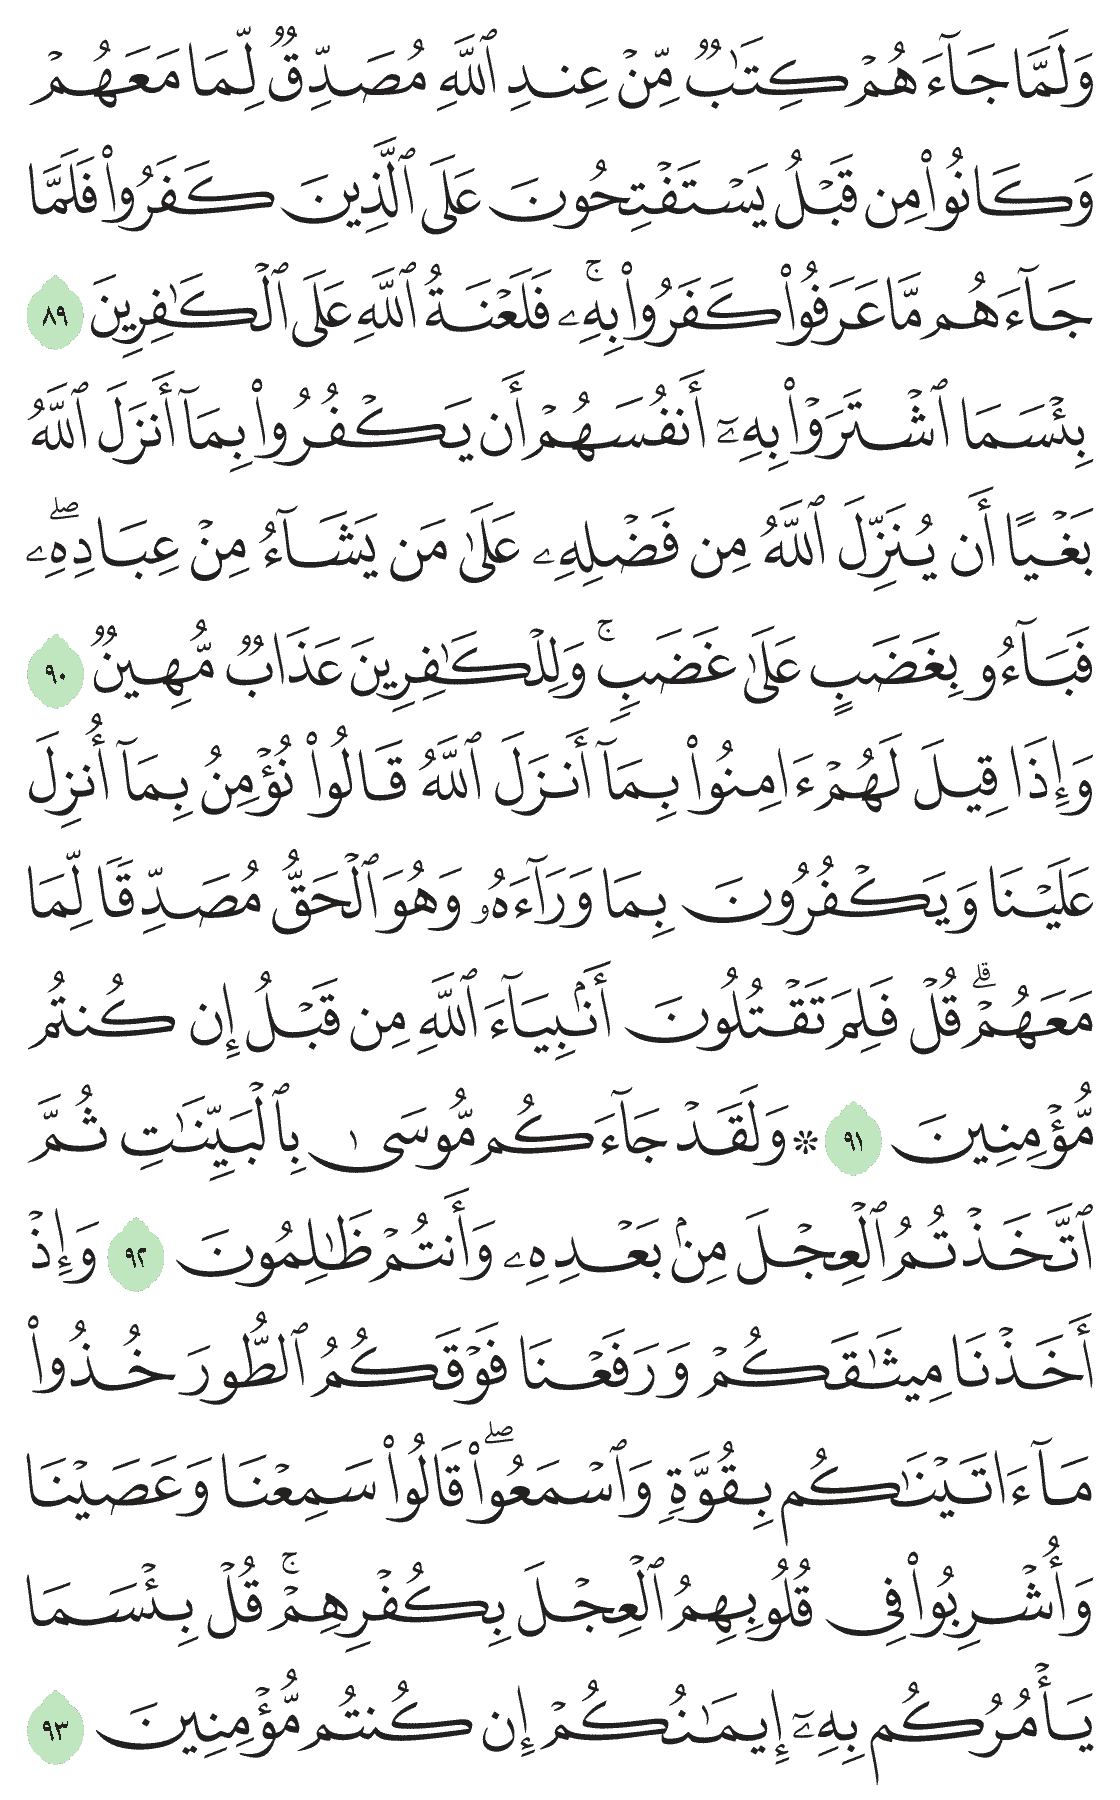 وَلَمَّا جَآءَهُمۡ كِتَٰبٞ مِّنۡ عِندِ ٱللَّهِ مُصَدِّقٞ لِّمَا مَعَهُمۡ
وَكَانُواْ مِن قَبۡلُ يَسۡتَفۡتِحُونَ عَلَى ٱلَّذِينَ كَفَرُواْ فَلَمَّا
جَآءَهُم مَّا عَرَفُواْ كَفَرُواْ بِهِۦۚ فَلَعۡنَةُ ٱللَّهِ عَلَى ٱلۡكَٰفِرِينَ ٨٩
بِئۡسَمَا ٱشۡتَرَوۡاْ بِهِۦٓ أَنفُسَهُمۡ أَن يَكۡفُرُواْ بِمَآ أَنزَلَ ٱللَّهُ
بَغۡيًا أَن يُنَزِّلَ ٱللَّهُ مِن فَضۡلِهِۦ عَلَىٰ مَن يَشَآءُ مِنۡ عِبَادِهِۦۖ
فَبَآءُو بِغَضَبٍ عَلَىٰ غَضَبٖۚ وَلِلۡكَٰفِرِينَ عَذَابٞ مُّهِينٞ ٩٠
وَإِذَا قِيلَ لَهُمۡ ءَامِنُواْ بِمَآ أَنزَلَ ٱللَّهُ قَالُواْ نُؤۡمِنُ بِمَآ أُنزِلَ
عَلَيۡنَا وَيَكۡفُرُونَ بِمَا وَرَآءَهُۥ وَهُوَ ٱلۡحَقُّ مُصَدِّقٗا لِّمَا
مَعَهُمۡۗ قُلۡ فَلِمَ تَقۡتُلُونَ أَنۢبِيَآءَ ٱللَّهِ مِن قَبۡلُ إِن كُنتُم
مُّؤۡمِنِينَ ٩١ ۞ وَلَقَدۡ جَآءَكُم مُّوسَىٰ بِٱلۡبَيِّنَٰتِ ثُمَّ
ٱتَّخَذۡتُمُ ٱلۡعِجۡلَ مِنۢ بَعۡدِهِۦ وَأَنتُمۡ ظَٰلِمُونَ ٩٢ وَإِذۡ
أَخَذۡنَا مِيثَٰقَكُمۡ وَرَفَعۡنَا فَوۡقَكُمُ ٱلطُّورَ خُذُواْ
مَآ ءَاتَيۡنَٰكُم بِقُوَّةٖ وَٱسۡمَعُواْۖ قَالُواْ سَمِعۡنَا وَعَصَيۡنَا
وَأُشۡرِبُواْ فِي قُلُوبِهِمُ ٱلۡعِجۡلَ بِكُفۡرِهِمۡۚ قُلۡ بِئۡسَمَا
يَأۡمُرُكُم بِهِۦٓ إِيمَٰنُكُمۡ إِن كُنتُم مُّؤۡمِنِينَ ٩٣